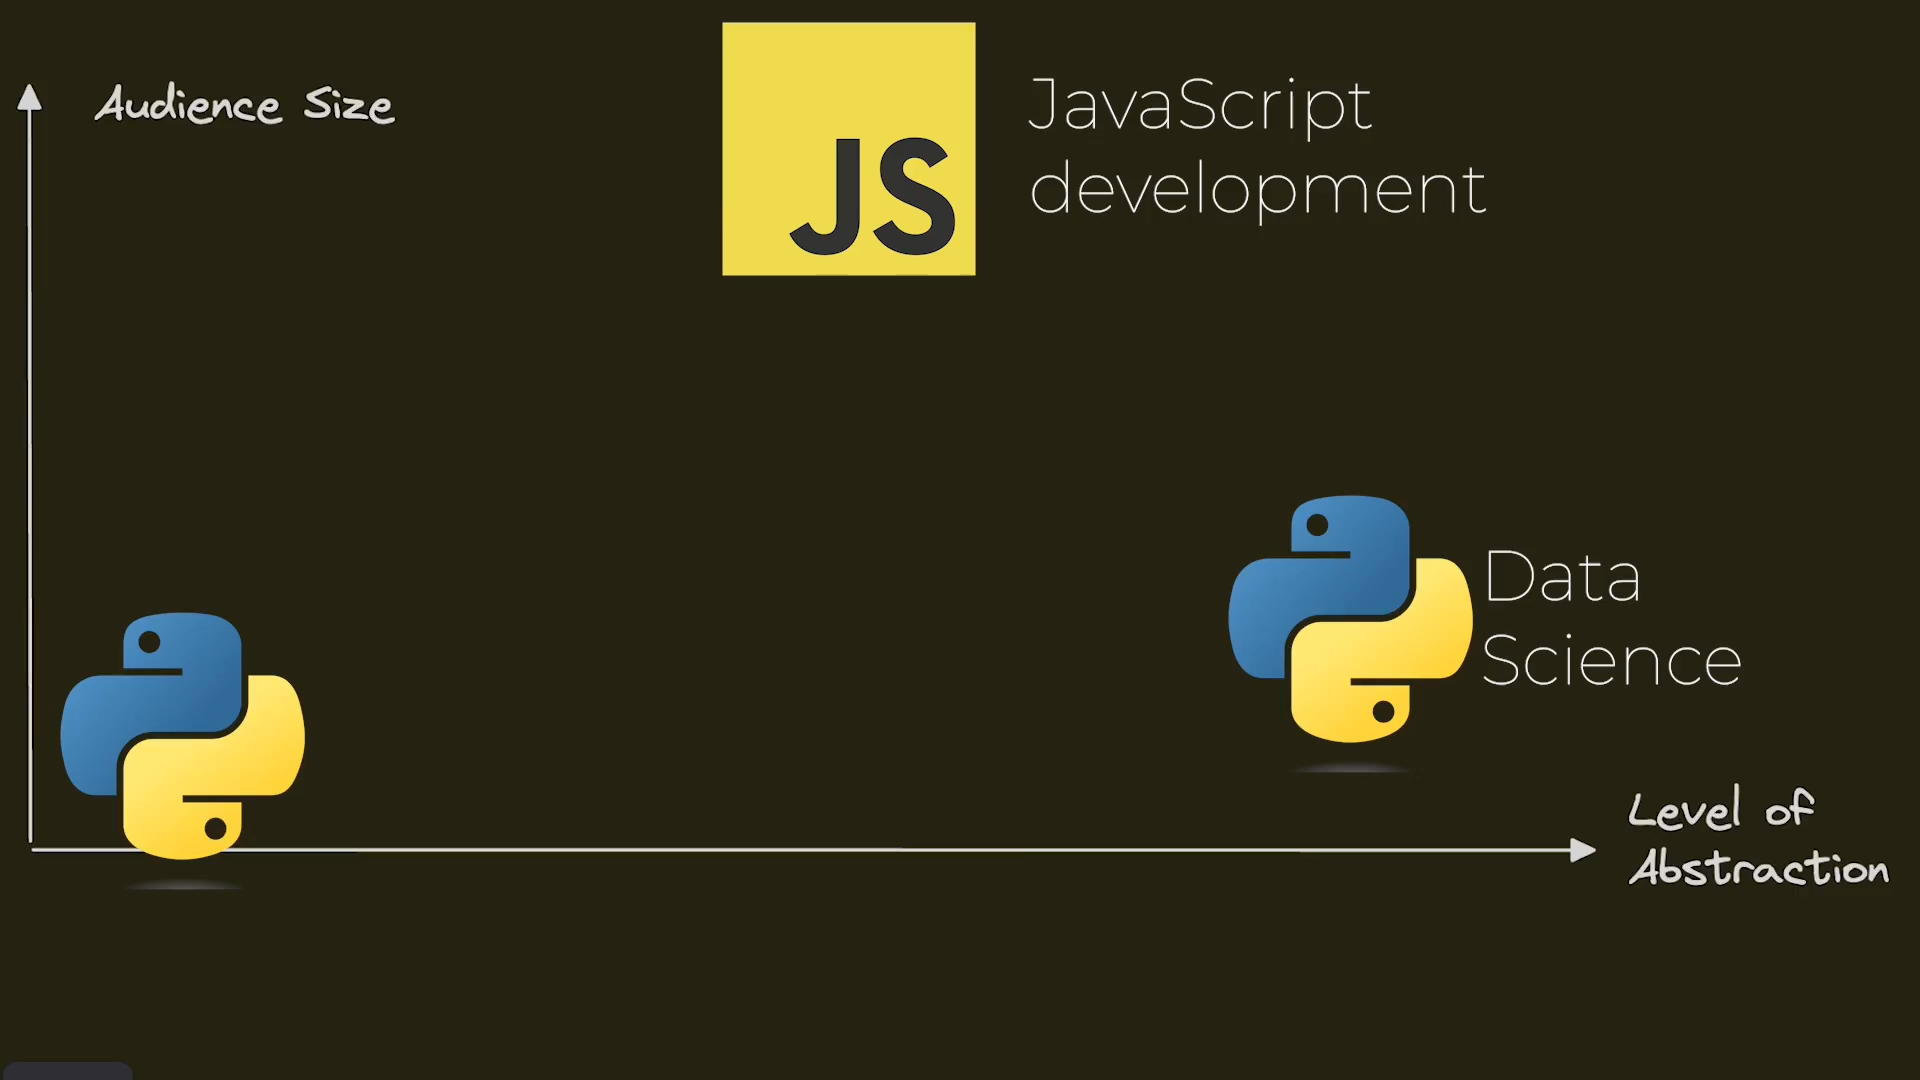 Audience Size
JS
JavaScript
development
Data
Science
Level of
Abstraction